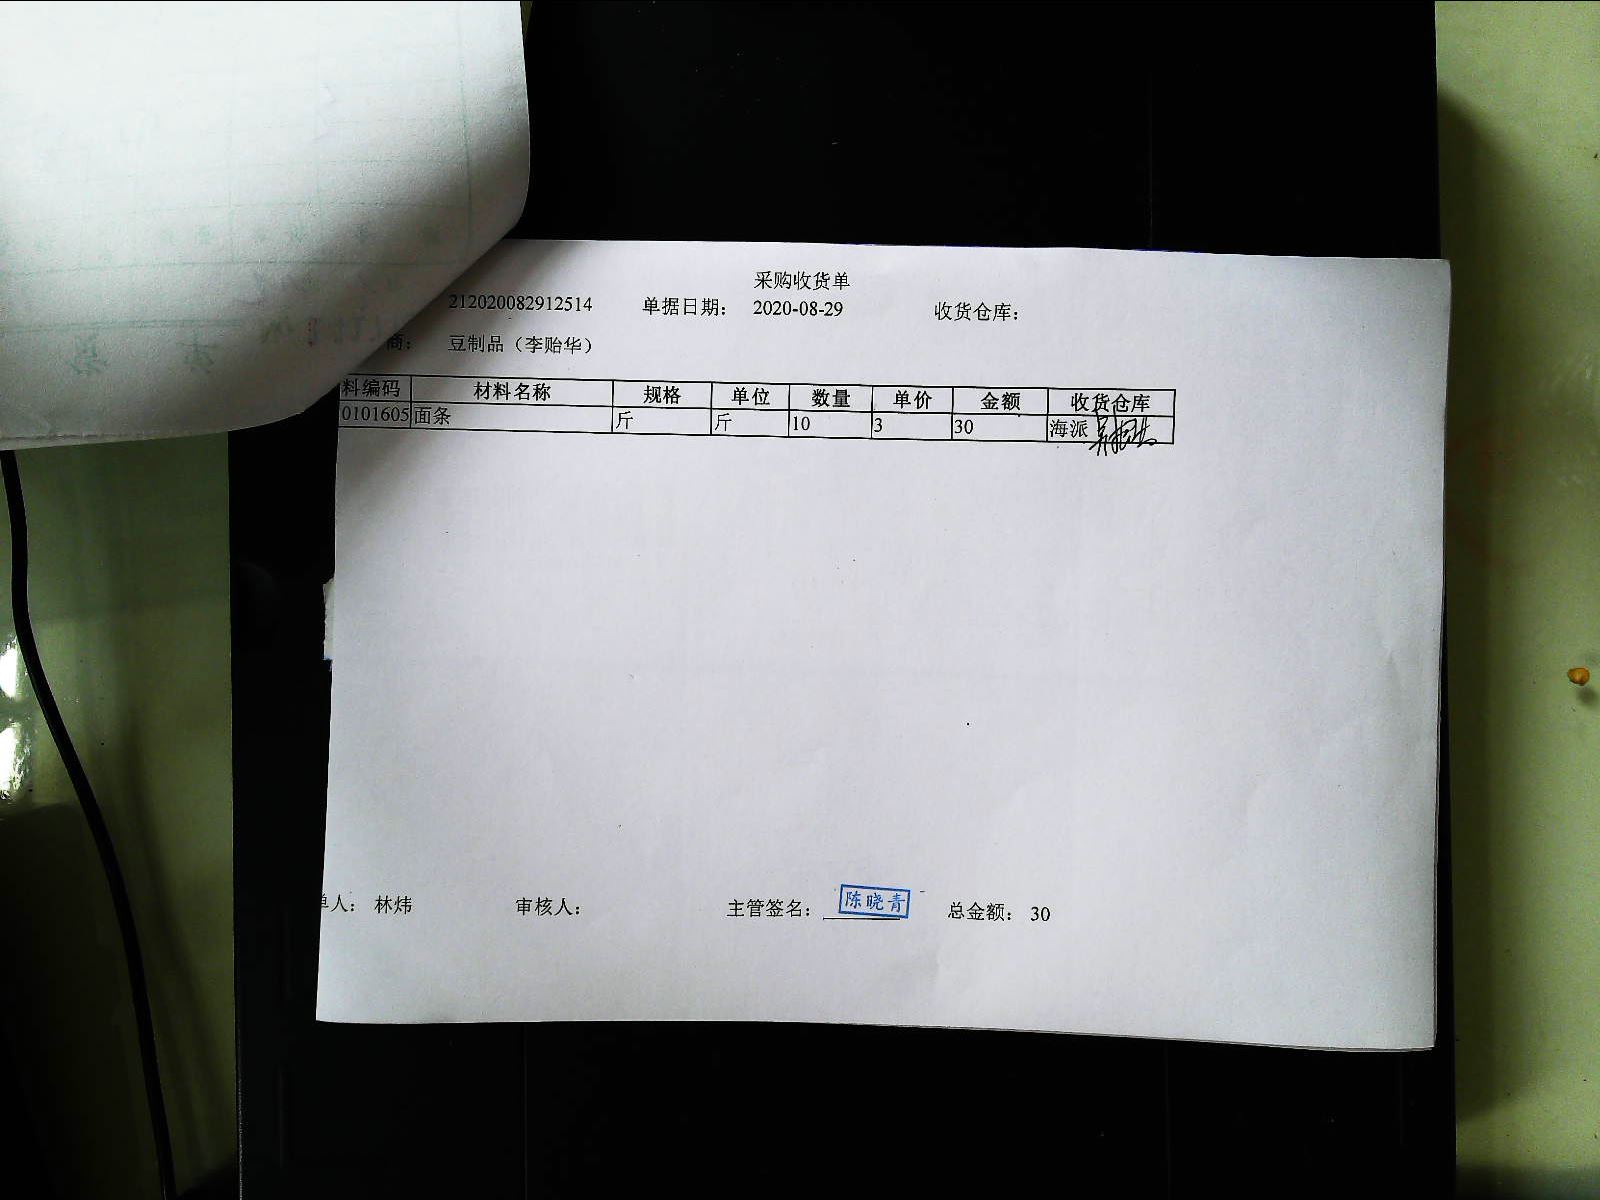 采购收货单
212020082912514 单据日期： 2020-08-29 收货仓库：
商： 豆制品（李贻华）
料编码 材料名称 规格 单位 数量 单价 金额 收货仓库
0101605 面条 斤 斤 10 3 30 海派
单人： 林炜 审核人： 主管签名： 陈晓青 总金额： 30